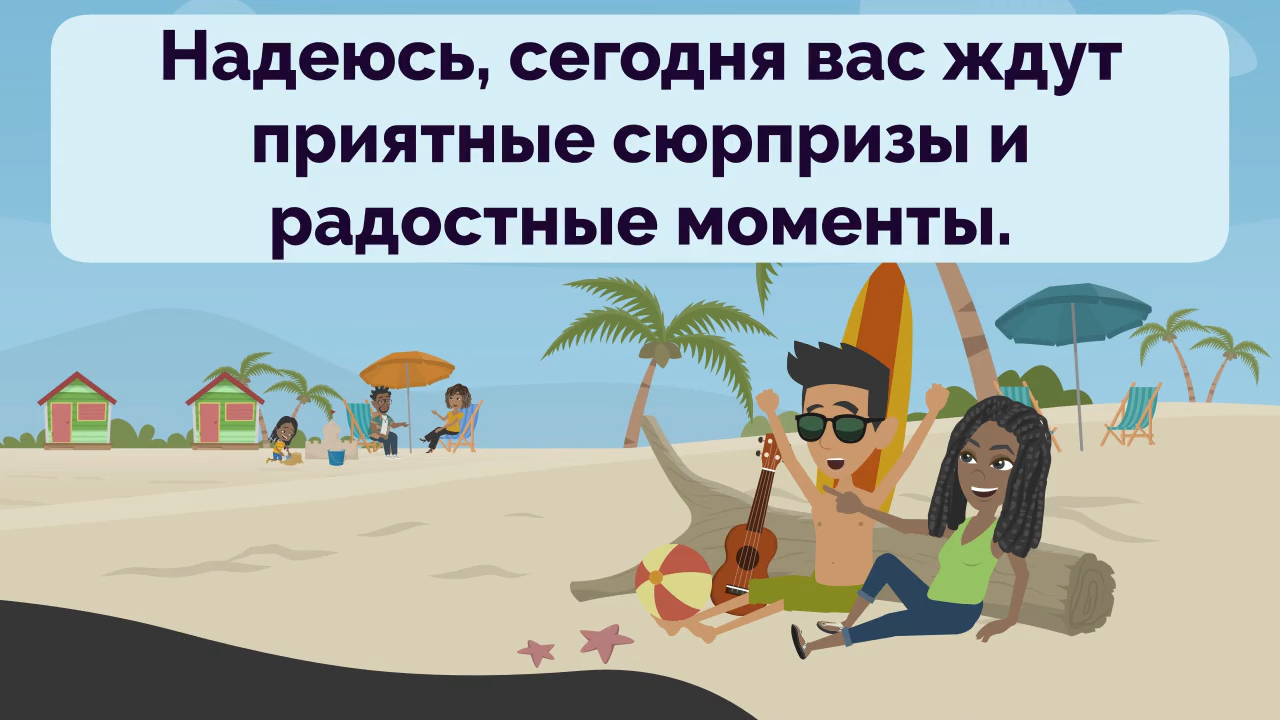 Надеюсь, сегодня вас ждут
приятные сюрпризы и
радостные моменты.